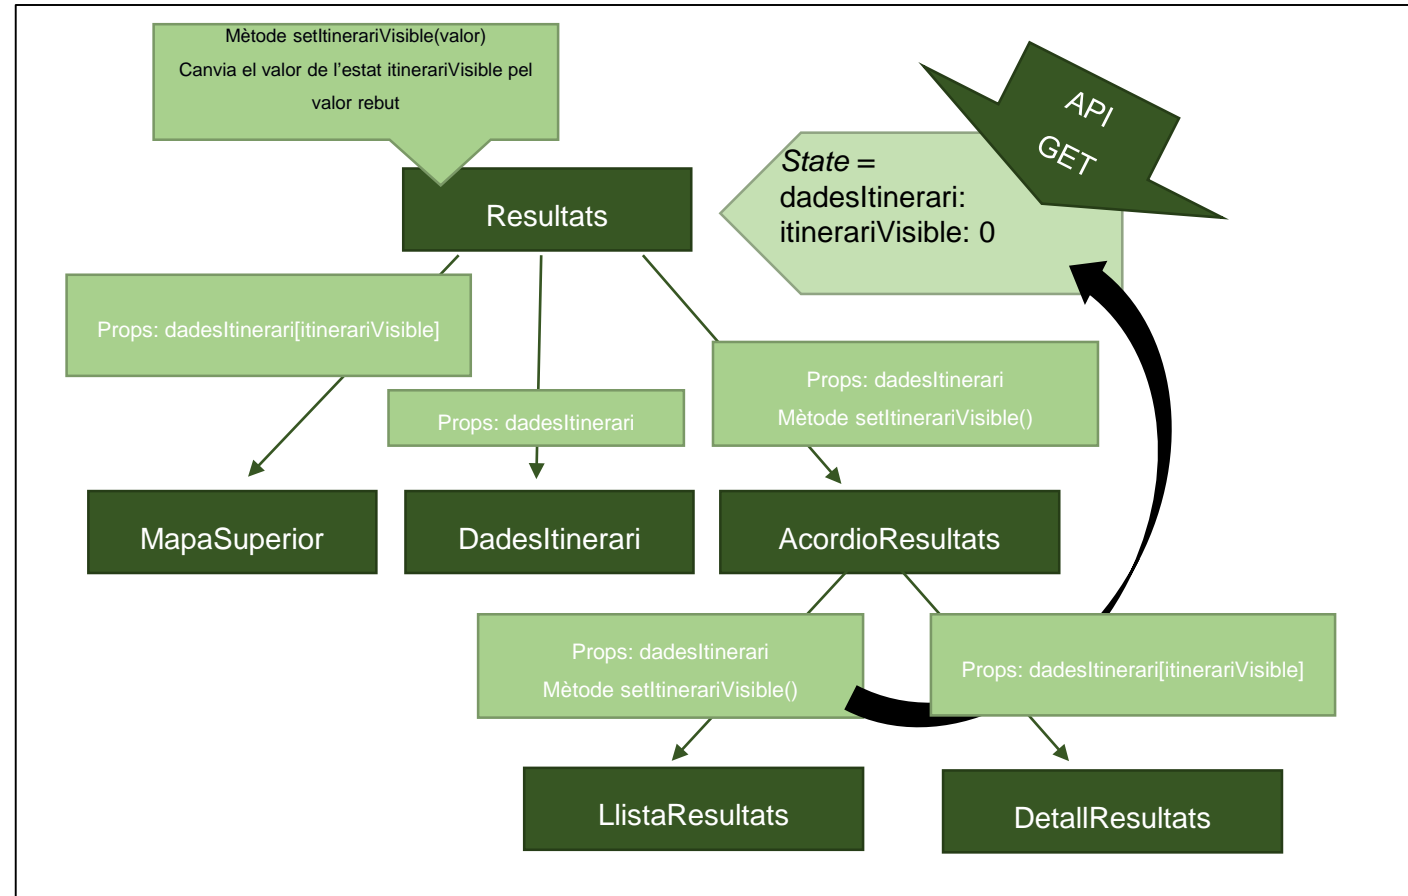 Mètode setItinerariVisible(valor)
Canvia el valor de l’estat itinerariVisible pel
valor rebut
API
GET
State =
dadesItinerari:
itinerariVisible: 0
Resultats
Props: dadesItinerari[itinerariVisible]
Props: dadesItinerari
Props: dadesItinerari
Mètode setItinerariVisible()
MapaSuperior
DadesItinerari
AcordioResultats
Props: dadesItinerari
Mètode setItinerariVisible()
Props: dadesItinerari[itinerariVisible]
LlistaResultats
DetallResultats